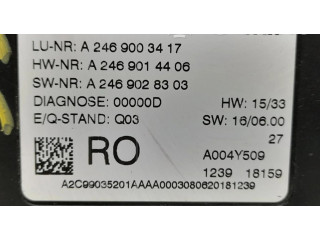 LU-NR: A 246 900 34 17
HW-NR: A 246 901 44 06
SW-NR: A 246 902 83 03
DIAGNOSE: 00000D HW: 15/33
E/Q-STAND: Q03 SW: 16/06.00
27
RO A004Y509
1239 18159
A2C99035201AAAA0003080620181239